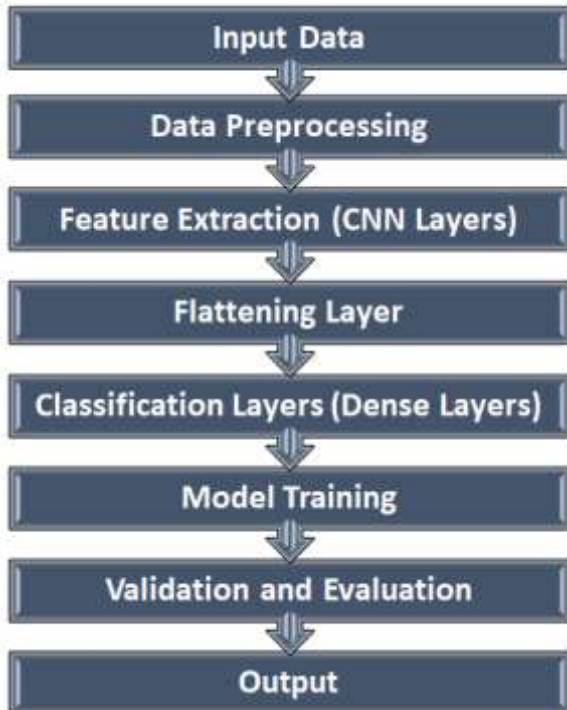 Input Data
Data Preprocessing
Feature Extraction (CNN Layers)
Flattening Layer
Classification Layers (Dense Layers)
Model Training
Validation and Evaluation
Output